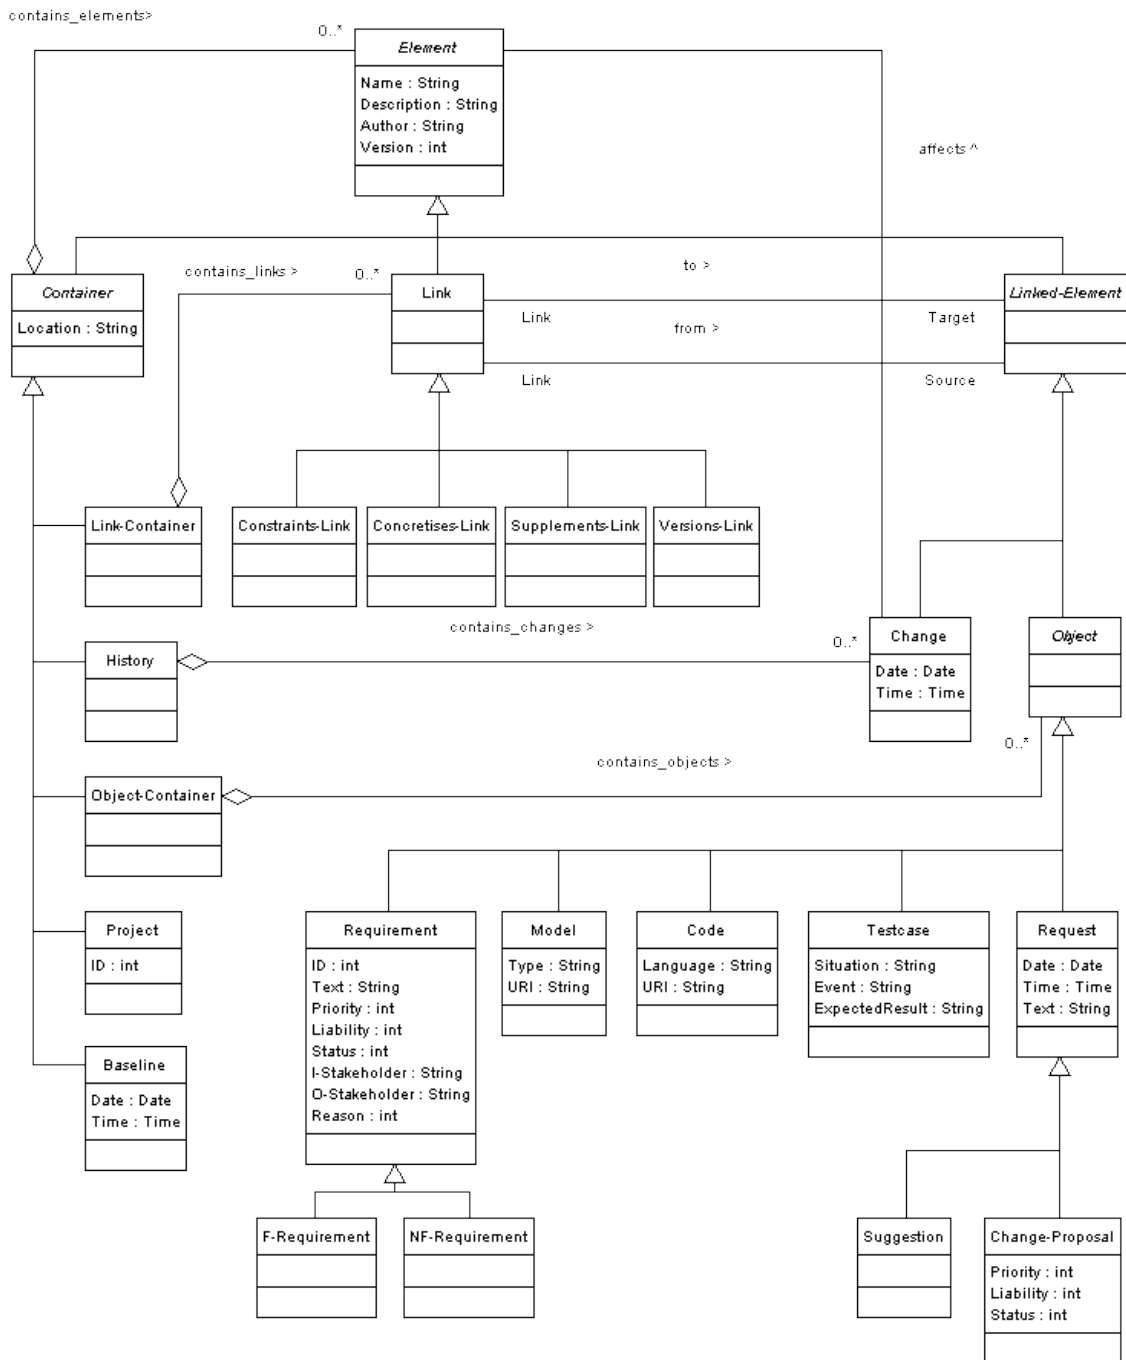 contains_elements>
0..*
Element
Name : String
Description : String
Author : String
Version : int
affects ^
contains_links >
0..*
to >
Container
Location : String
Link
Linked-Element
Link
from >
Target
Link
Source
Link-Container
Constraints-Link
Concretises-Link
Supplements-Link
Versions-Link
contains_changes >
0..*
History
Change
Date : Date
Time : Time
Object
0..*
contains_objects >
Object-Container
Project
ID : int
Requirement
ID : int
Text : String
Priority : int
Liability : int
Status : int
I-Stakeholder : String
O-Stakeholder : String
Reason : int
Model
Type : String
URI : String
Code
Language : String
URI : String
Testcase
Situation : String
Event : String
ExpectedResult : String
Request
Date : Date
Time : Time
Text : String
Baseline
Date : Date
Time : Time
F-Requirement
NF-Requirement
Suggestion
Change-Proposal
Priority : int
Liability : int
Status : int